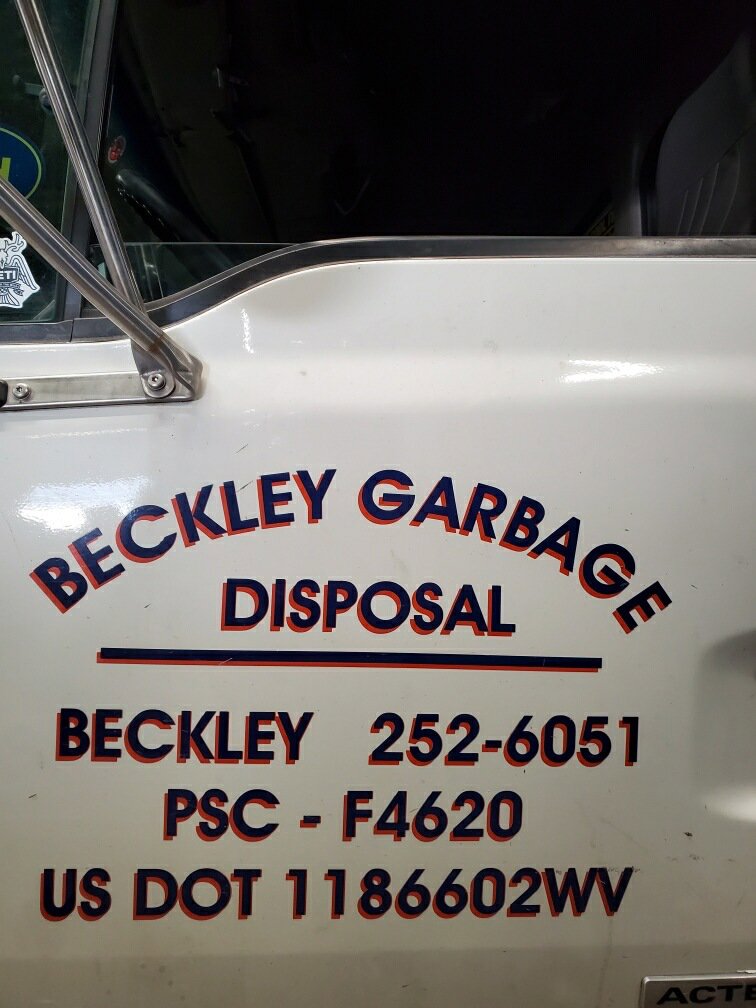 BECKLEY GARBAGE
DISPOSAL
BECKLEY 252-6051
PSC - F4620
US DOT 1186602WV